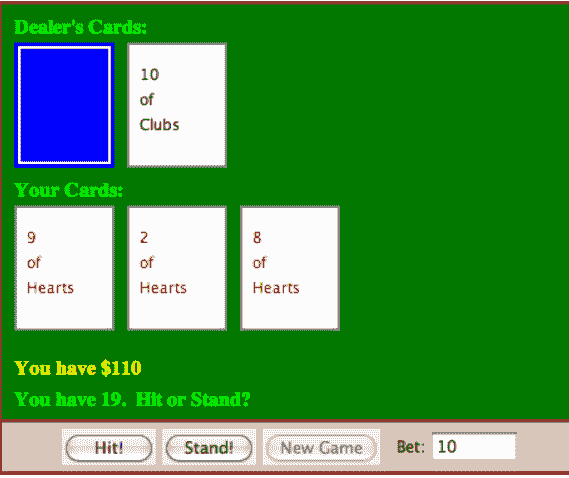 Dealer's Cards:
10
of
Clubs
Your Cards:
9
of
Hearts
2
of
Hearts
8
of
Hearts
You have $110
You have 19.  Hit or Stand?
Hit! Stand! New Game Bet: 10